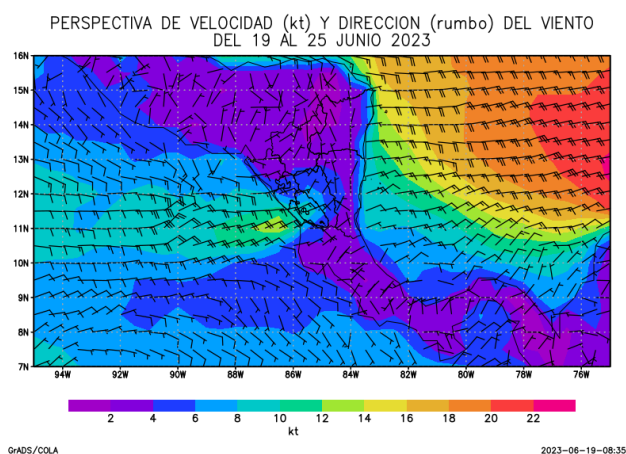 PERSPECTIVA DE VELOCIDAD (kt) Y DIRECCION (rumbo) DEL VIENTO
DEL 19 AL 25 JUNIO 2023
16N
15N
14N
13N
12N
11N
10N
9N
8N
7N
94W 92W 90W 88W 86W 84W 82W 80W 78W 76W
2 4 6 8 10 12 14 16 18 20 22
kt
GrADS/COLA 2023-06-19-08:35